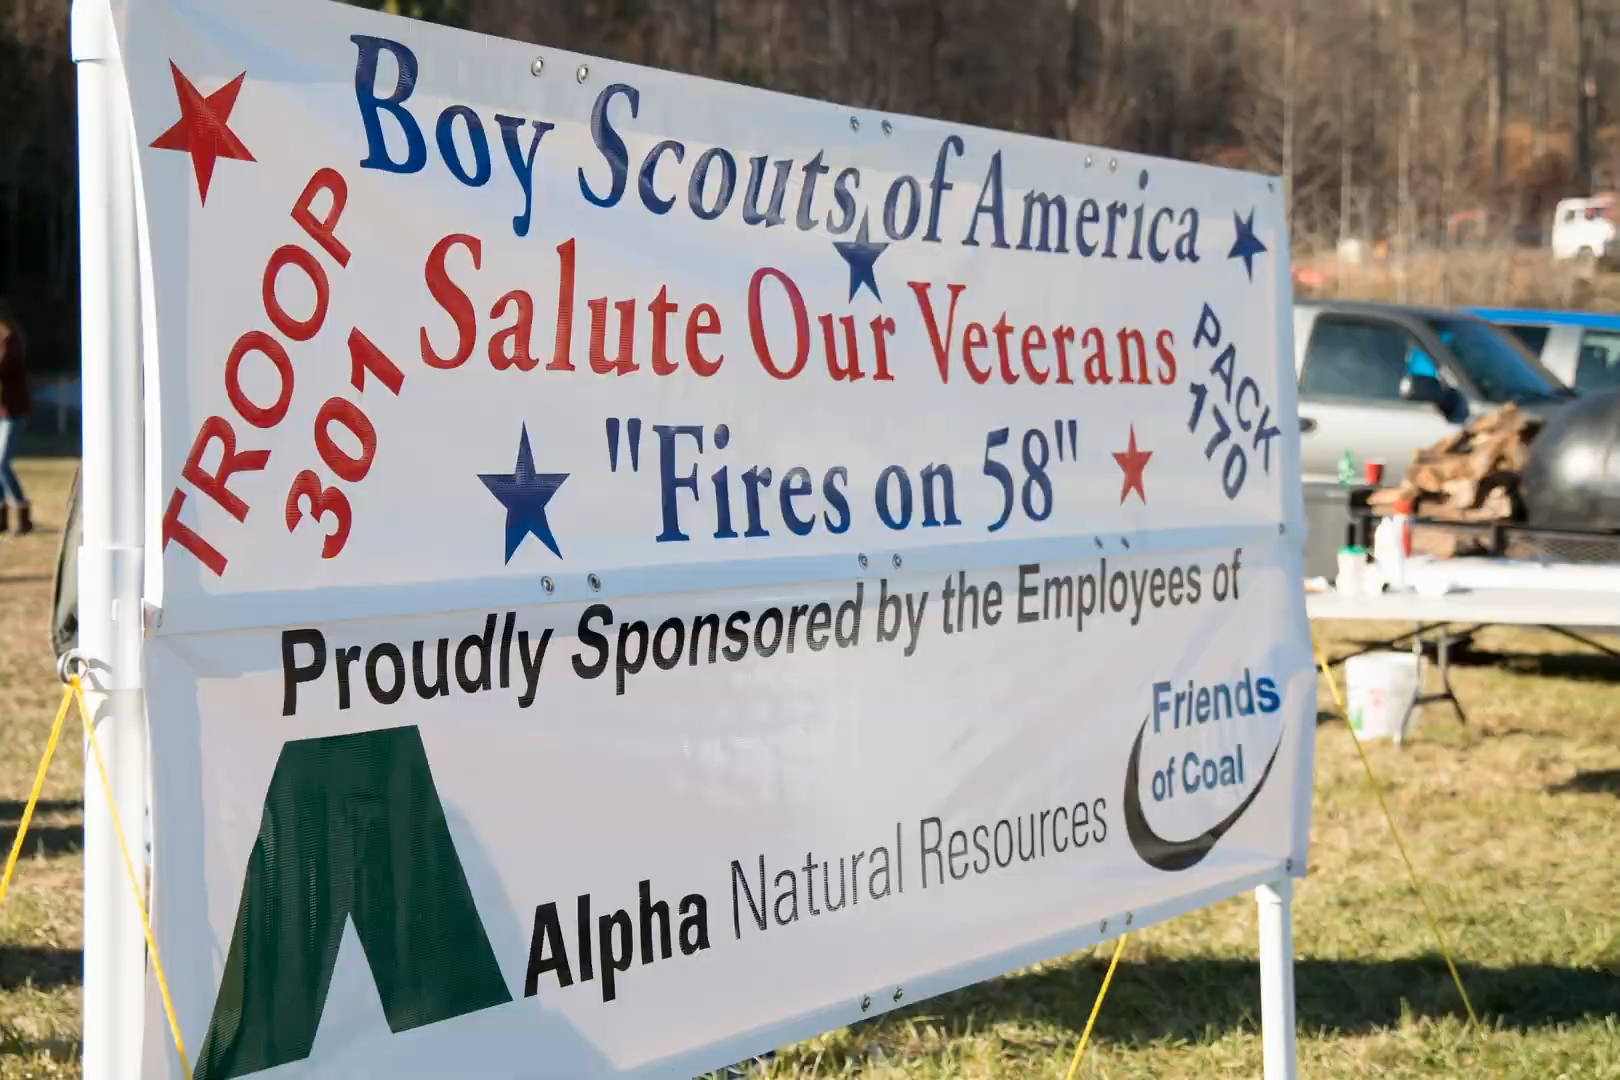 Boy Scouts of America
TROOP
301
Salute Our Veterans
PACK
170
"Fires on 58"
Proudly Sponsored by the Employees of
Alpha Natural Resources
Friends
of Coal